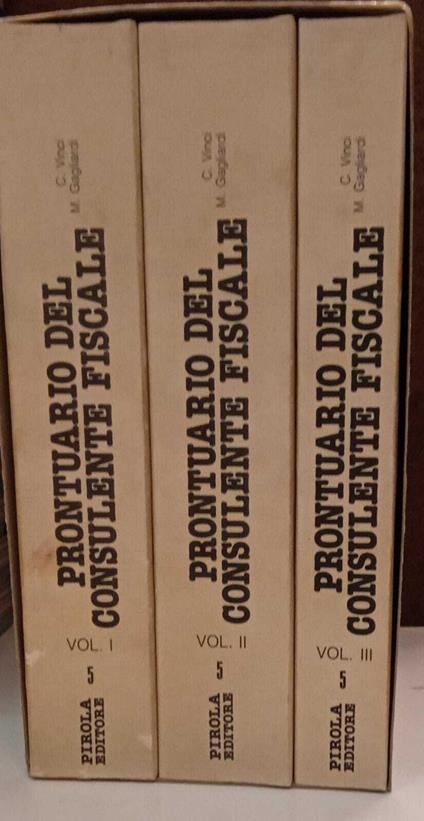 C. Vinci
M. Gagliardi
PRONTUARIO DEL
CONSULENTE FISCALE
VOL. I
5
PIROLA
EDITORE
C. Vinci
M. Gagliardi
PRONTUARIO DEL
CONSULENTE FISCALE
VOL. II
5
PIROLA
EDITORE
C. Vinci
M. Gagliardi
PRONTUARIO DEL
CONSULENTE FISCALE
VOL. III
5
PIROLA
EDITORE